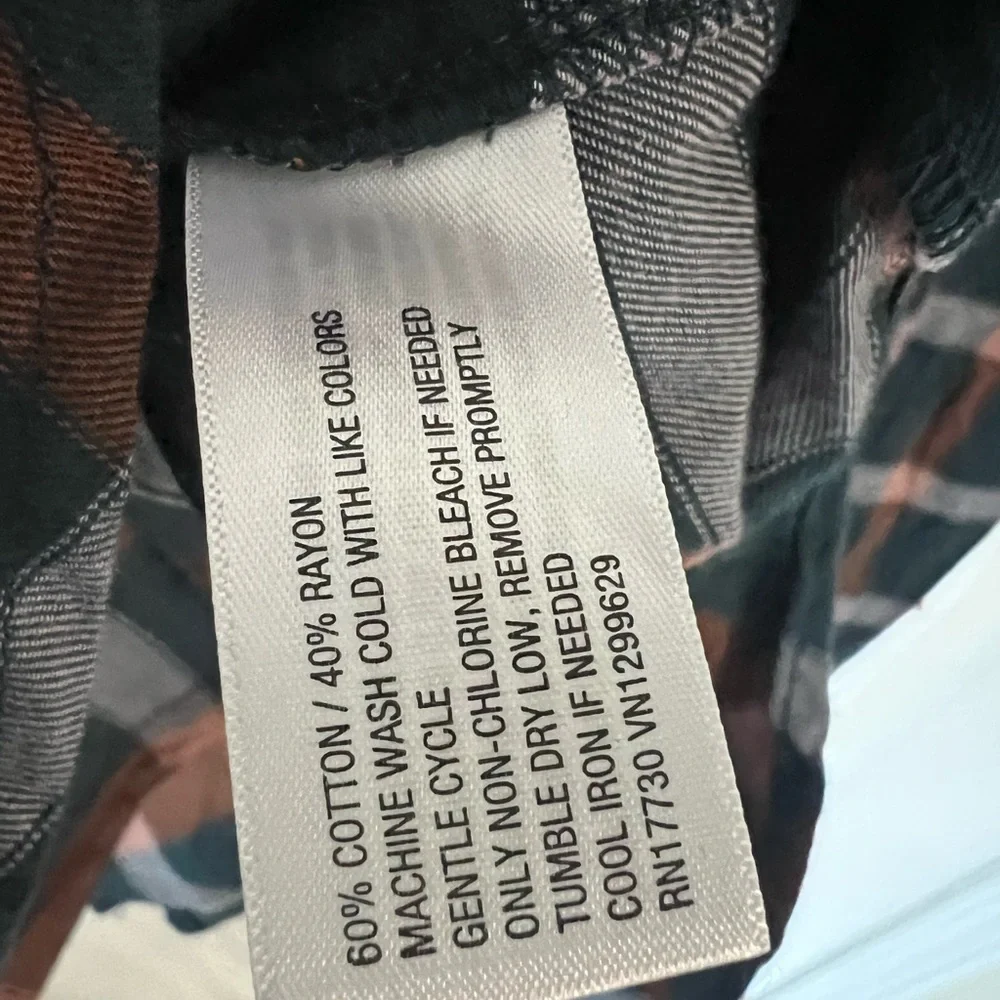 60% COTTON / 40% RAYON
MACHINE WASH COLD WITH LIKE COLORS
GENTLE CYCLE
ONLY NON-CHLORINE BLEACH IF NEEDED
TUMBLE DRY LOW, REMOVE PROMPTLY
COOL IRON IF NEEDED
RN17730 VN1299629